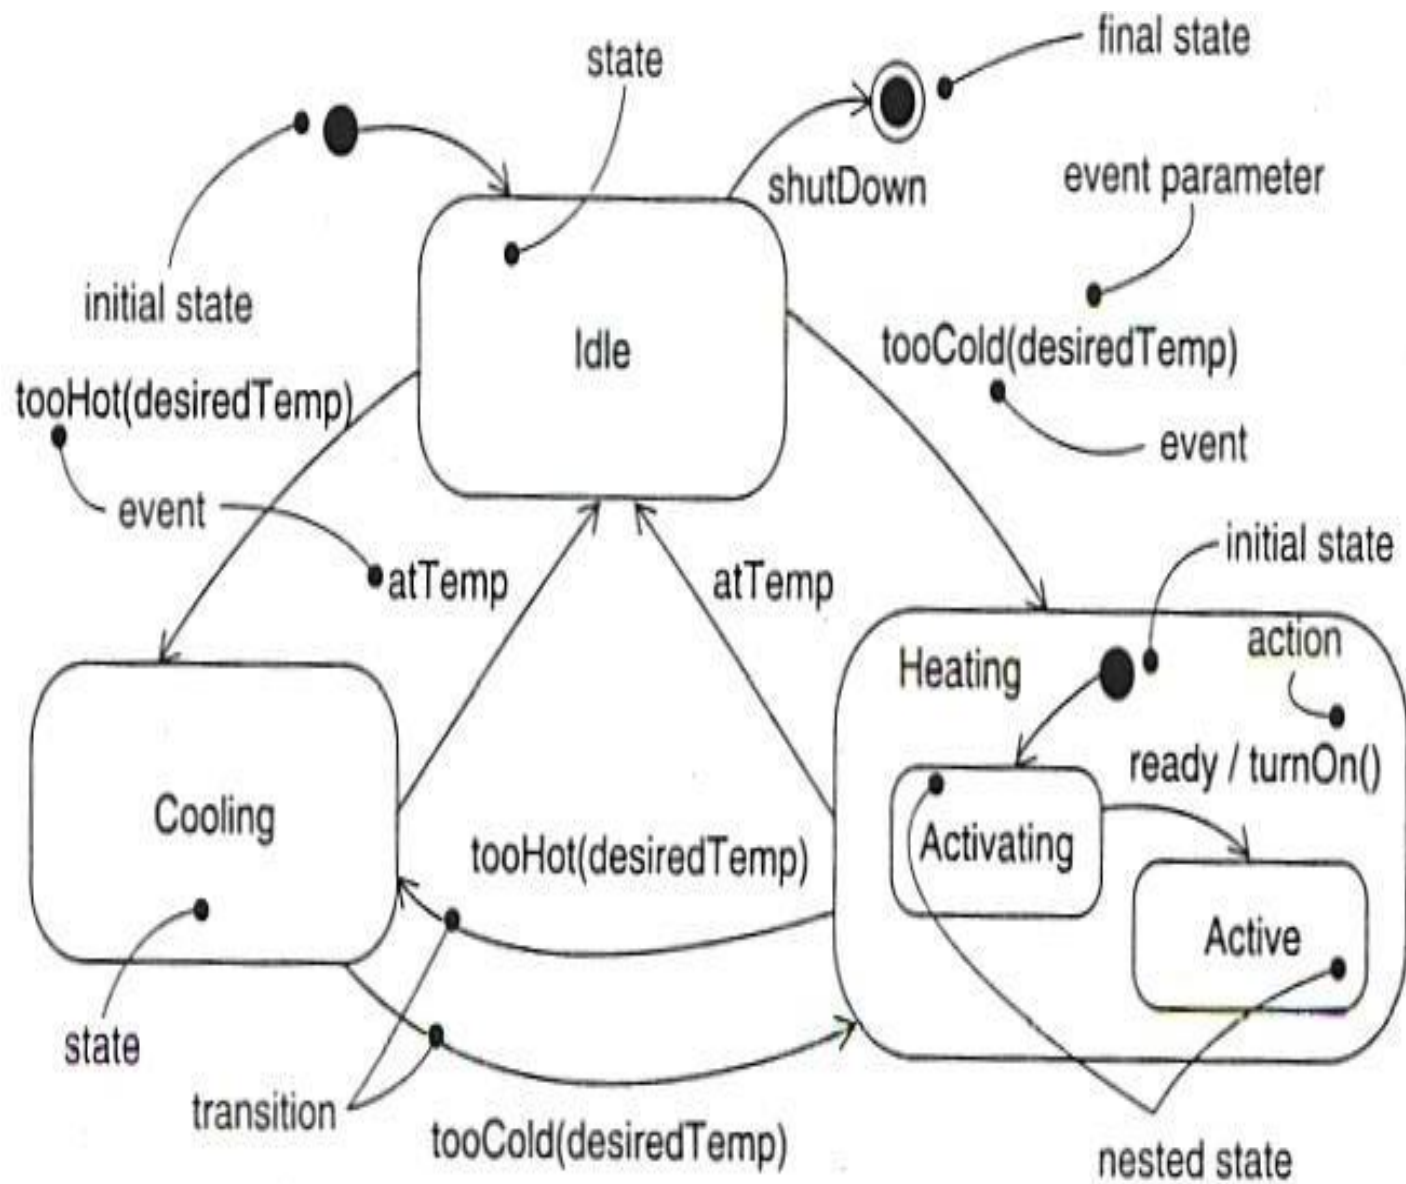 final state
state
shutDown
event parameter
initial state
Idle
tooCold(desiredTemp)
tooHot(desiredTemp)
event
event
initial state
atTemp
atTemp
action
Heating
ready / turnOn()
Cooling
Activating
tooHot(desiredTemp)
Active
state
transition
tooCold(desiredTemp)
nested state